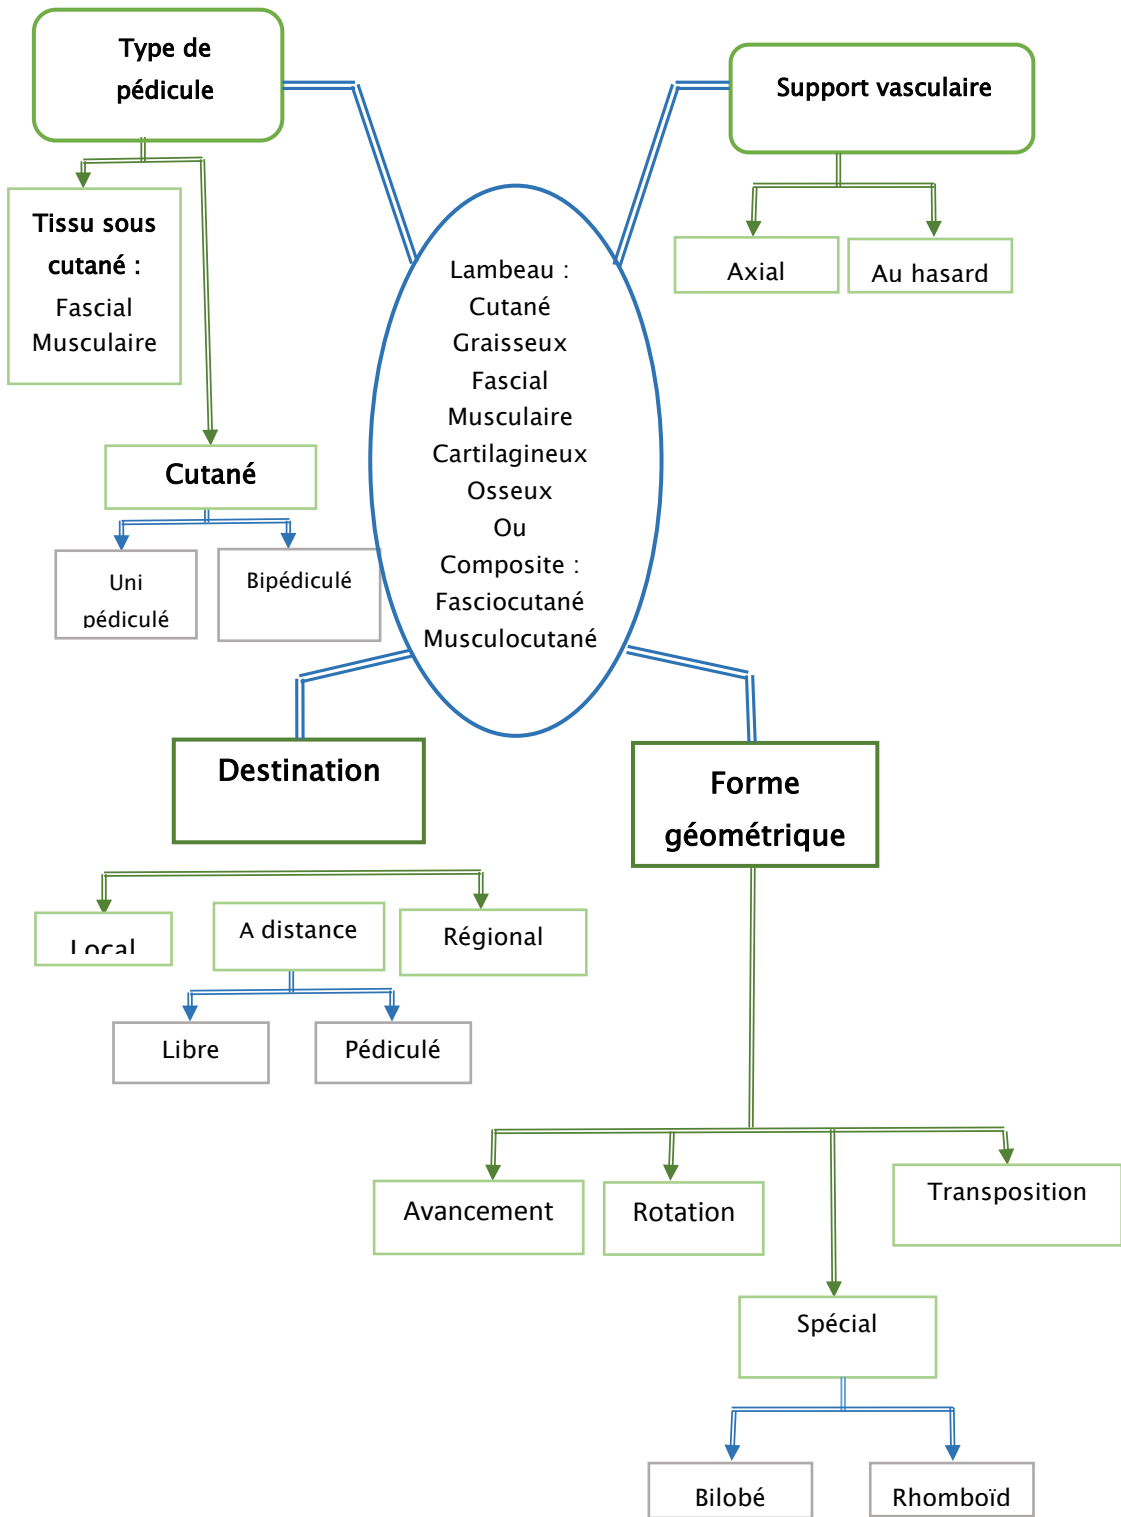 Type de
pédicule
Support vasculaire
Tissu sous
cutané :
Fascial
Musculaire
Axial
Au hasard
Lambeau :
Cutané
Graisseux
Fascial
Musculaire
Cartilagineux
Osseux
Ou
Composite :
Fasciocutané
Musculocutané
Cutané
Uni
pédiculé
Bipédiculé
Destination
Forme
géométrique
Local
A distance
Régional
Libre
Pédiculé
Avancement
Rotation
Transposition
Spécial
Bilobé
Rhomboïd